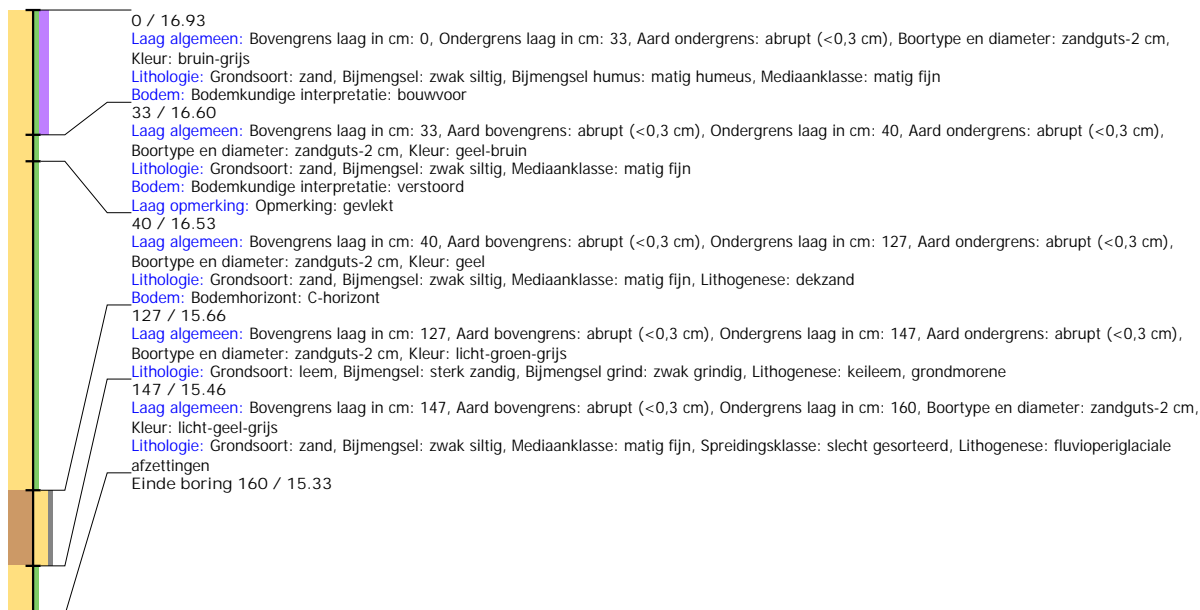 0 / 16.93
Laag algemeen: Bovengrens laag in cm: 0, Ondergrens laag in cm: 33, Aard ondergrens: abrupt (<0,3 cm), Boortype en diameter: zandguts-2 cm,
Kleur: bruin-grijs
Lithologie: Grondsoort: zand, Bijmengsel: zwak siltig, Bijmengsel humus: matig humeus, Mediaanklasse: matig fijn
Bodem: Bodemkundige interpretatie: bouwvoor
33 / 16.60
Laag algemeen: Bovengrens laag in cm: 33, Aard bovengrens: abrupt (<0,3 cm), Ondergrens laag in cm: 40, Aard ondergrens: abrupt (<0,3 cm),
Boortype en diameter: zandguts-2 cm, Kleur: geel-bruin
Lithologie: Grondsoort: zand, Bijmengsel: zwak siltig, Mediaanklasse: matig fijn
Bodem: Bodemkundige interpretatie: verstoord
Laag opmerking: Opmerking: gevlekt
40 / 16.53
Laag algemeen: Bovengrens laag in cm: 40, Aard bovengrens: abrupt (<0,3 cm), Ondergrens laag in cm: 127, Aard ondergrens: abrupt (<0,3 cm),
Boortype en diameter: zandguts-2 cm, Kleur: geel
Lithologie: Grondsoort: zand, Bijmengsel: zwak siltig, Mediaanklasse: matig fijn, Lithogenese: dekzand
Bodem: Bodemhorizont: C-horizont
127 / 15.66
Laag algemeen: Bovengrens laag in cm: 127, Aard bovengrens: abrupt (<0,3 cm), Ondergrens laag in cm: 147, Aard ondergrens: abrupt (<0,3 cm),
Boortype en diameter: zandguts-2 cm, Kleur: licht-groen-grijs
Lithologie: Grondsoort: leem, Bijmengsel: sterk zandig, Bijmengsel grind: zwak grindig, Lithogenese: keileem, grondmorene
147 / 15.46
Laag algemeen: Bovengrens laag in cm: 147, Aard bovengrens: abrupt (<0,3 cm), Ondergrens laag in cm: 160, Boortype en diameter: zandguts-2 cm,
Kleur: licht-geel-grijs
Lithologie: Grondsoort: zand, Bijmengsel: zwak siltig, Mediaanklasse: matig fijn, Spreidingsklasse: slecht gesorteerd, Lithogenese: fluvioperiglaciale
afzettingen
Einde boring 160 / 15.33